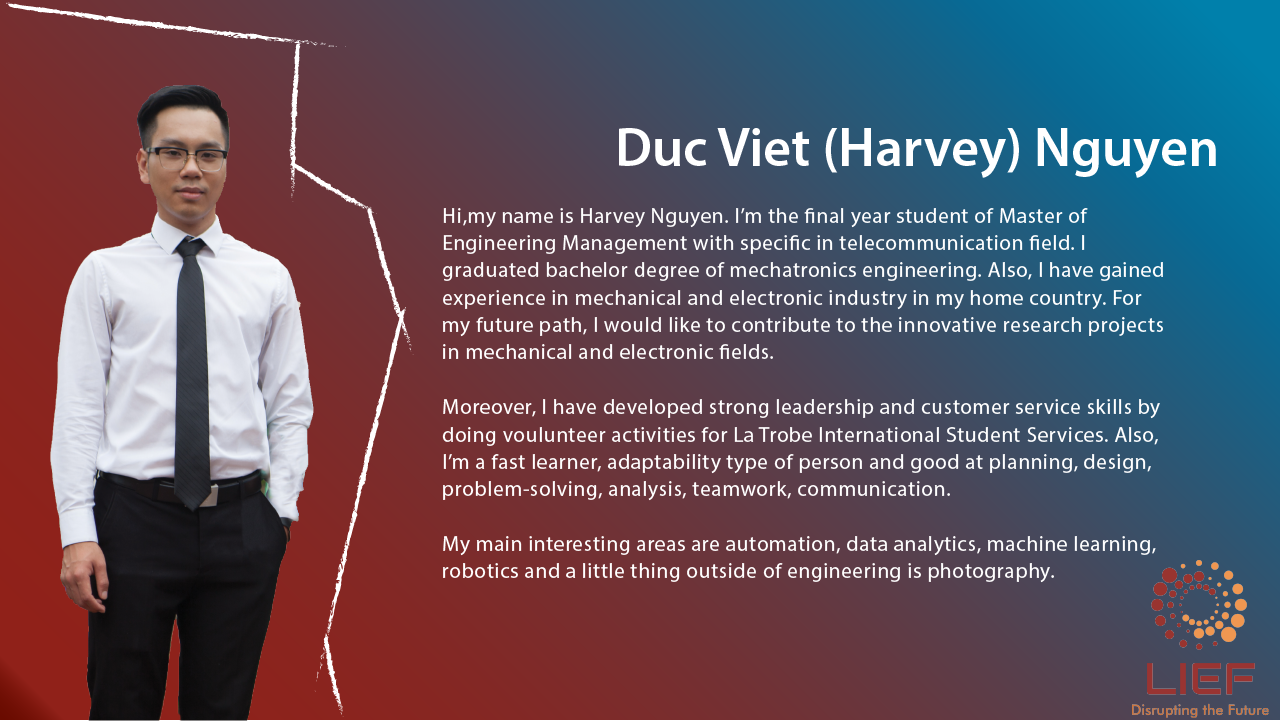 Duc Viet (Harvey) Nguyen
Hi,my name is Harvey Nguyen. I’m the final year student of Master of
Engineering Management with specific in telecommunication field. I
graduated bachelor degree of mechatronics engineering. Also, I have gained
experience in mechanical and electronic industry in my home country. For
my future path, I would like to contribute to the innovative research projects
in mechanical and electronic fields.
Moreover, I have developed strong leadership and customer service skills by
doing voulunteer activities for La Trobe International Student Services. Also,
I’m a fast learner, adaptability type of person and good at planning, design,
problem-solving, analysis, teamwork, communication.
My main interesting areas are automation, data analytics, machine learning,
robotics and a little thing outside of engineering is photography.
LIEF
Disrupting the Future